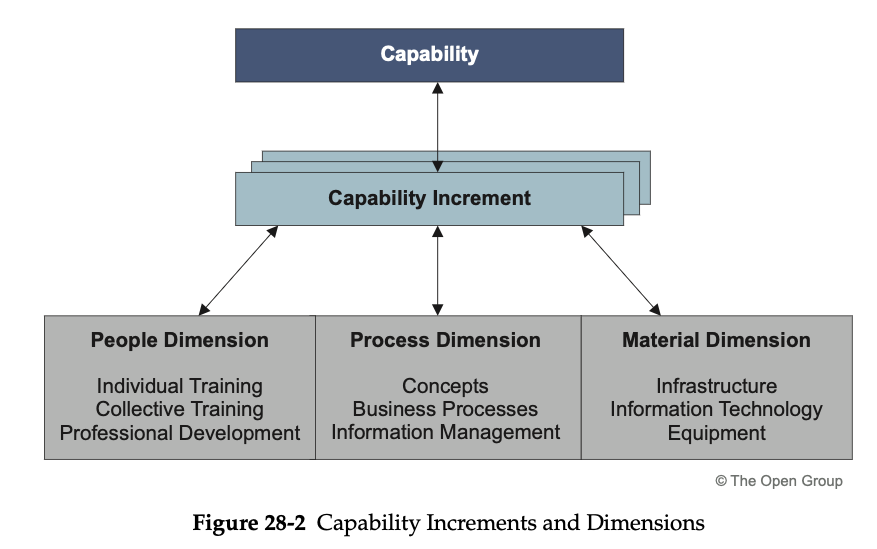 Capability
Capability Increment
People Dimension
Individual Training
Collective Training
Professional Development
Process Dimension
Concepts
Business Processes
Information Management
Material Dimension
Infrastructure
Information Technology
Equipment
© The Open Group
Figure 28-2 Capability Increments and Dimensions